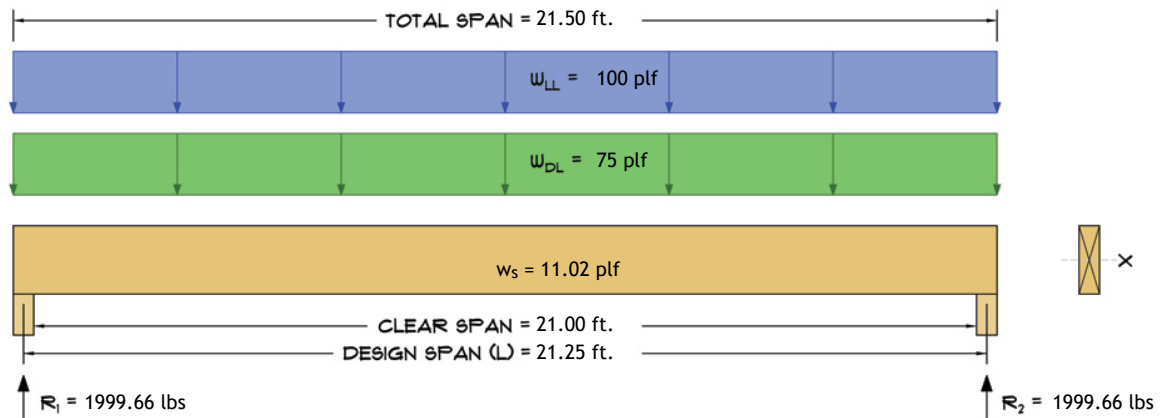 TOTAL SPAN = 21.50 ft.
WLL = 100 plf
WDL = 75 plf
ws = 11.02 plf
X
CLEAR SPAN = 21.00 ft.
DESIGN SPAN (L) = 21.25 ft.
R1 = 1999.66 lbs
R2 = 1999.66 lbs